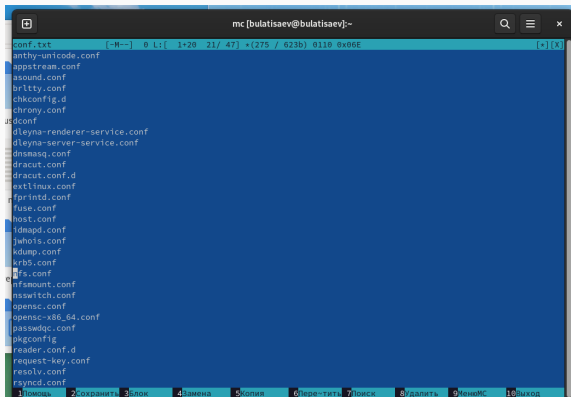 mc [bulatisaev@bulatisaev]:~
conf.txt [-M--] 0 L:[ 1+20 21/ 47] *(275 / 623b) 0110 0x06E [*][X]
anthy-unicode.conf
appstream.conf
asound.conf
brltty.conf
chkconfig.d
chrony.conf
dconf
dleyna-renderer-service.conf
dleyna-server-service.conf
dnsmasq.conf
dracut.conf
dracut.conf.d
extlinux.conf
fprintd.conf
fuse.conf
host.conf
idmapd.conf
jwhois.conf
kdump.conf
krb5.conf
nfs.conf
nfsmount.conf
nsswitch.conf
opensc.conf
opensc-x86_64.conf
passwdqc.conf
pkgconfig
reader.conf.d
request-key.conf
resolv.conf
rsyncd.conf
1Помощь 2Сохранить 3Блок 4Замена 5Копия 6Пере~тить 7Поиск 8Удалить 9МенюMC 10Выход